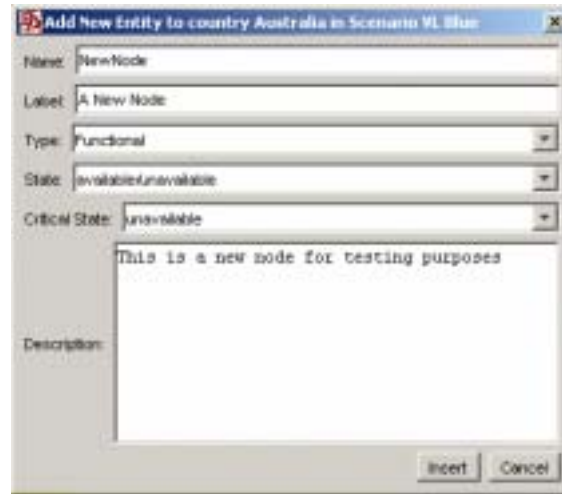 Add New Entity to country Australia in Scenario VL Blue
Name: NewNode
Label: A New Node
Type: Functional
State: available/unavailable
Critical State: unavailable
This is a new node for testing purposes
Description:
Insert Cancel